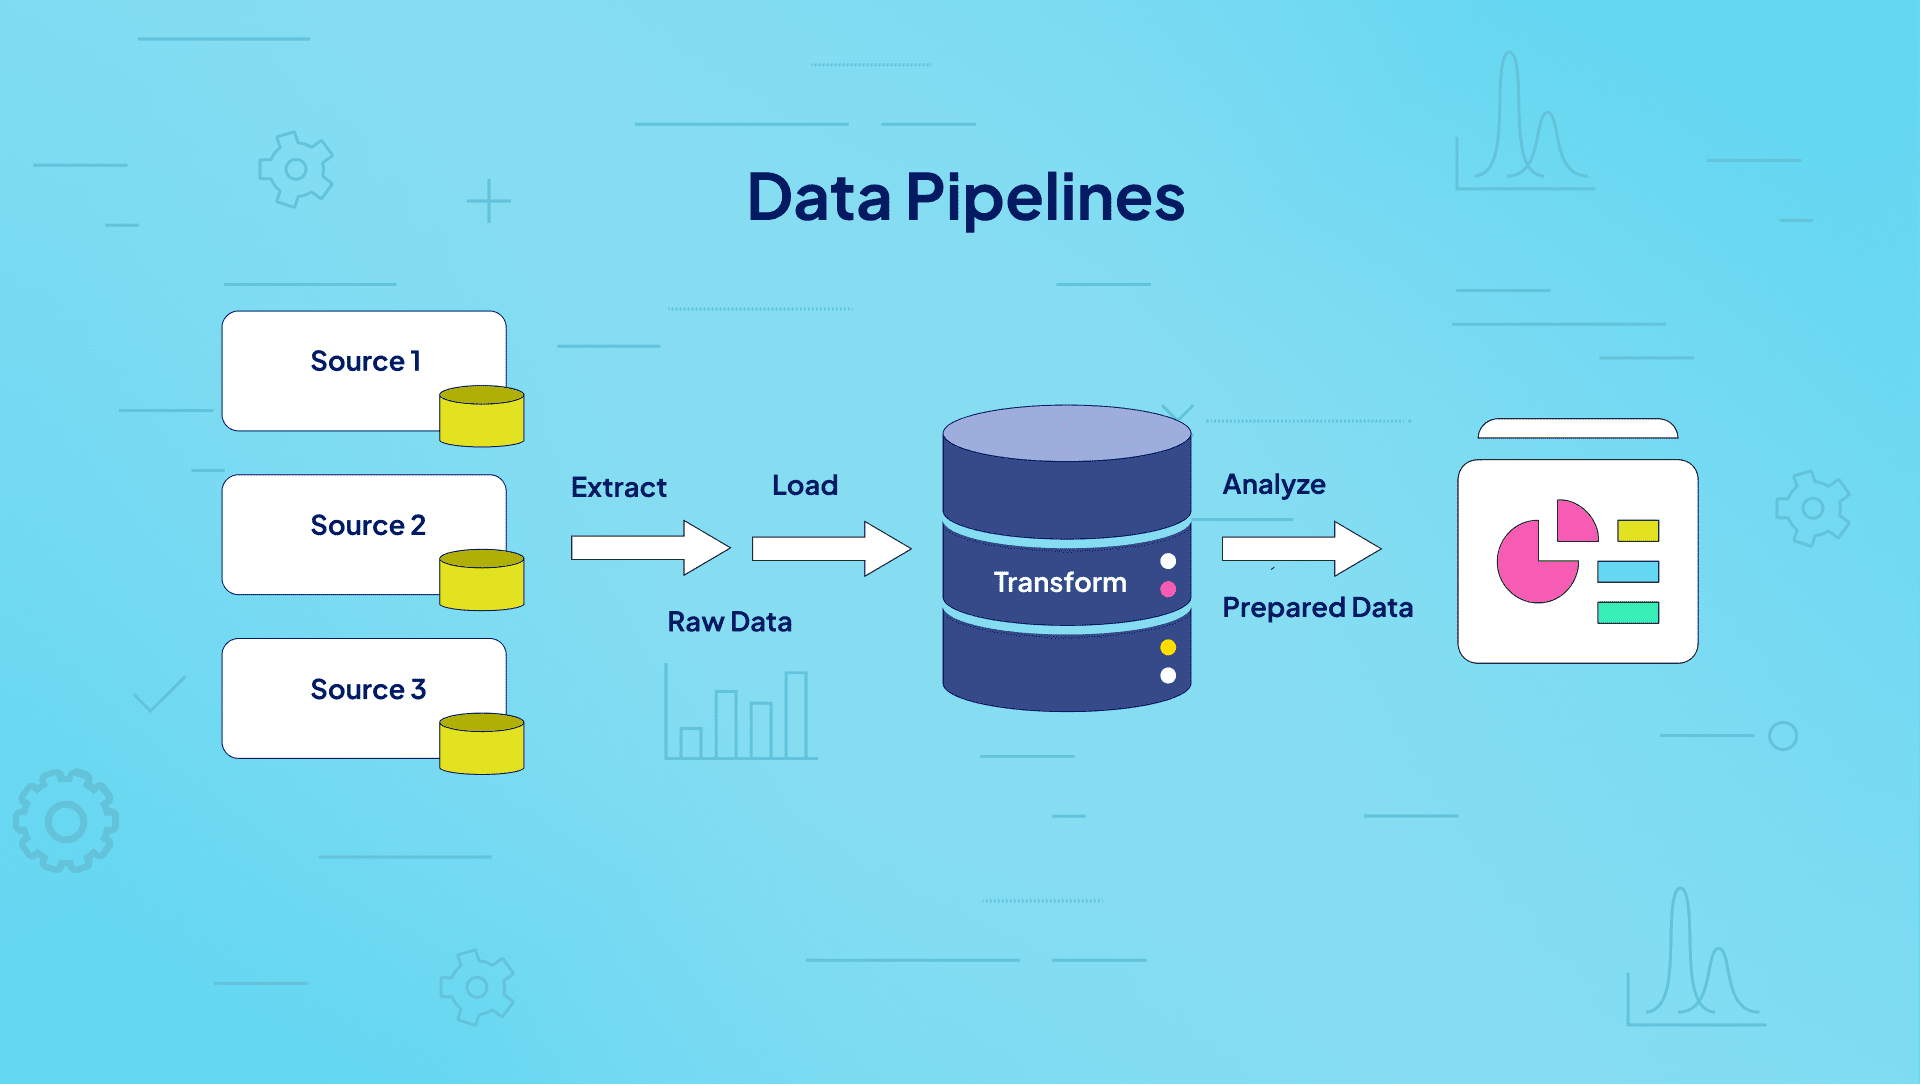 Data Pipelines
Source 1
Source 2
Source 3
Extract
Load
Raw Data
Transform
Analyze
Prepared Data